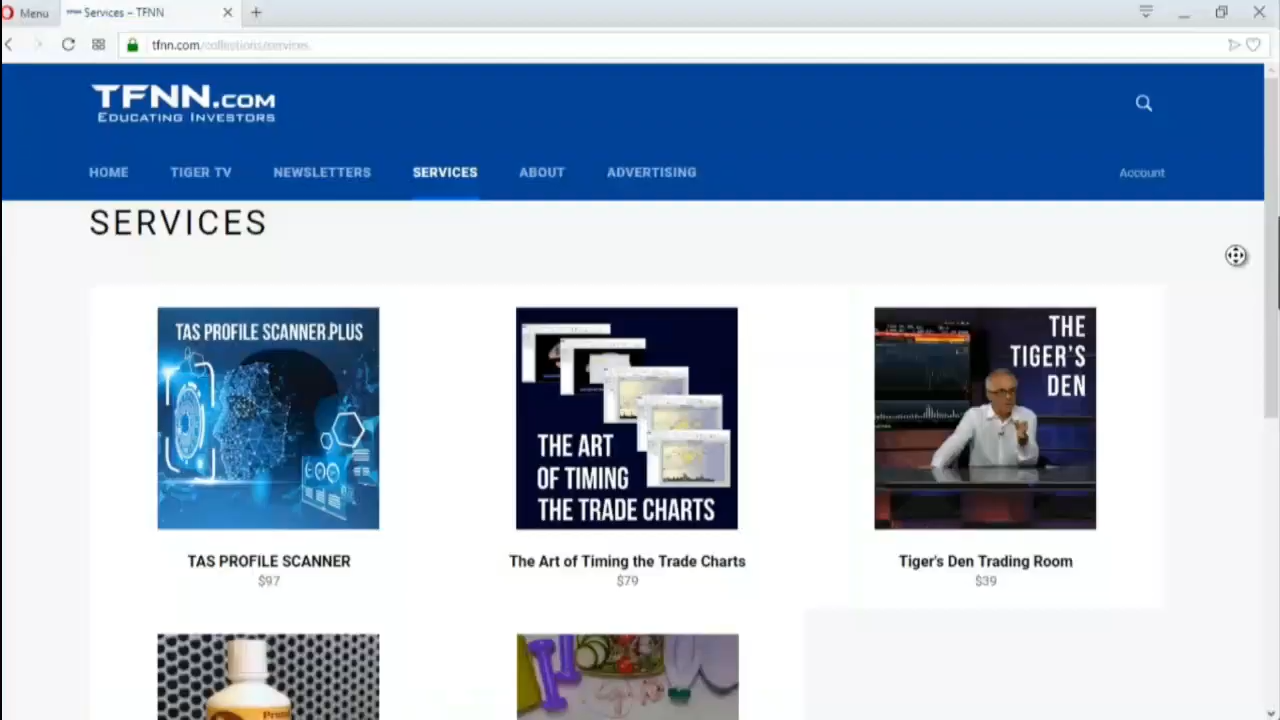 Menu
Services – TFNN
tfnn.com/collections/services
TFNN.COM
EDUCATING INVESTORS
HOME
TIGER TV
NEWSLETTERS
SERVICES
ABOUT
ADVERTISING
Account
SERVICES
TAS PROFILE SCANNER.PLUS
THE ART
OF TIMING
THE TRADE CHARTS
THE
TIGER'S
DEN
TAS PROFILE SCANNER
$97
The Art of Timing the Trade Charts
$79
Tiger's Den Trading Room
$39